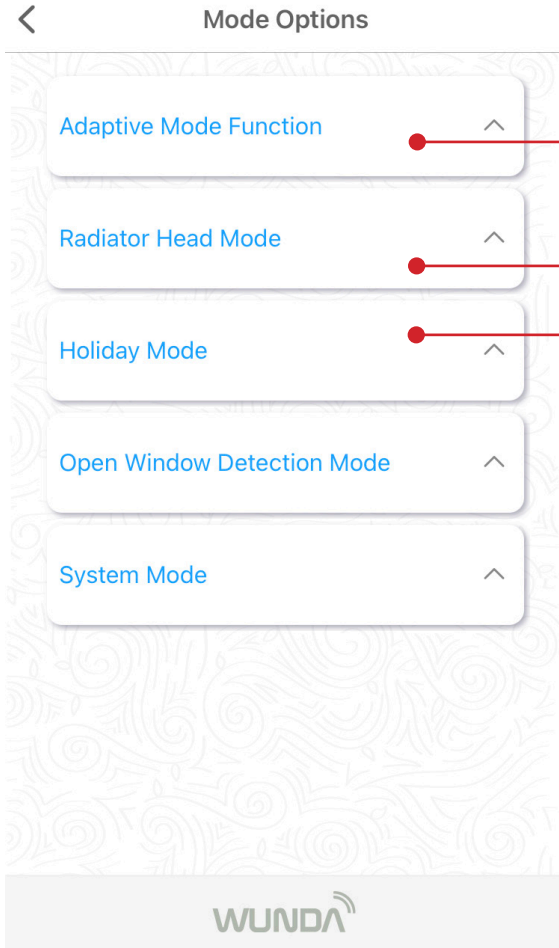 Mode Options
Adaptive Mode Function
Radiator Head Mode
Holiday Mode
Open Window Detection Mode
System Mode
WUNDA